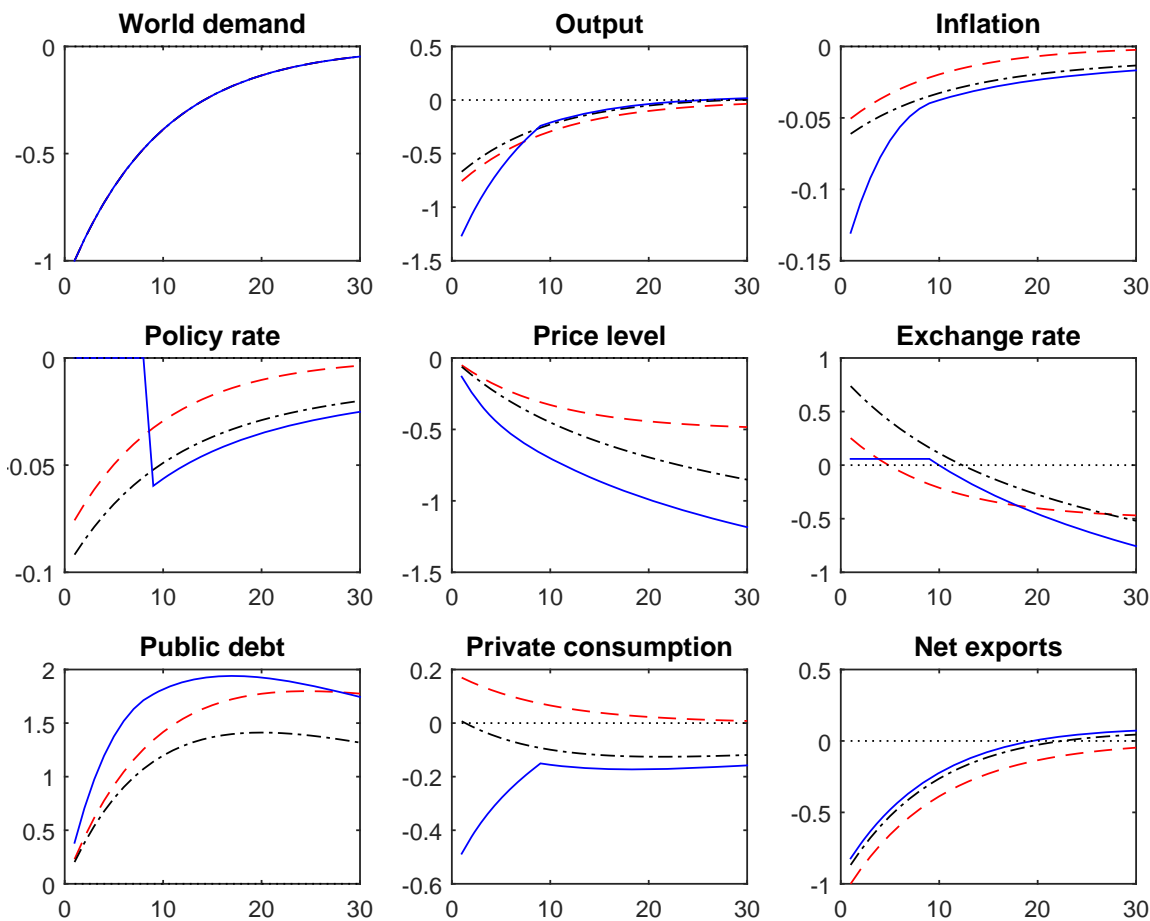 World demand
0
-0.5
-1
0 10 20 30
Output
0.5
0
-0.5
-1
-1.5
0 10 20 30
Inflation
0
-0.05
-0.1
-0.15
0 10 20 30
Policy rate
0
-0.05
-0.1
0 10 20 30
Price level
0
-0.5
-1
-1.5
0 10 20 30
Exchange rate
1
0.5
0
-0.5
-1
0 10 20 30
Public debt
2
1.5
1
0.5
0
0 10 20 30
Private consumption
0.2
0
-0.2
-0.4
-0.6
0 10 20 30
Net exports
0.5
0
-0.5
-1
0 10 20 30